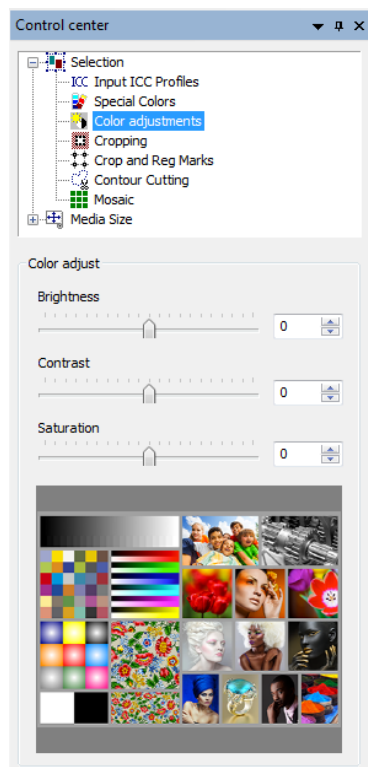 Control center
Selection
ICC Input ICC Profiles
Special Colors
Color adjustments
Cropping
Crop and Reg Marks
Contour Cutting
Mosaic
Media Size
Color adjust
Brightness
0
Contrast
0
Saturation
0